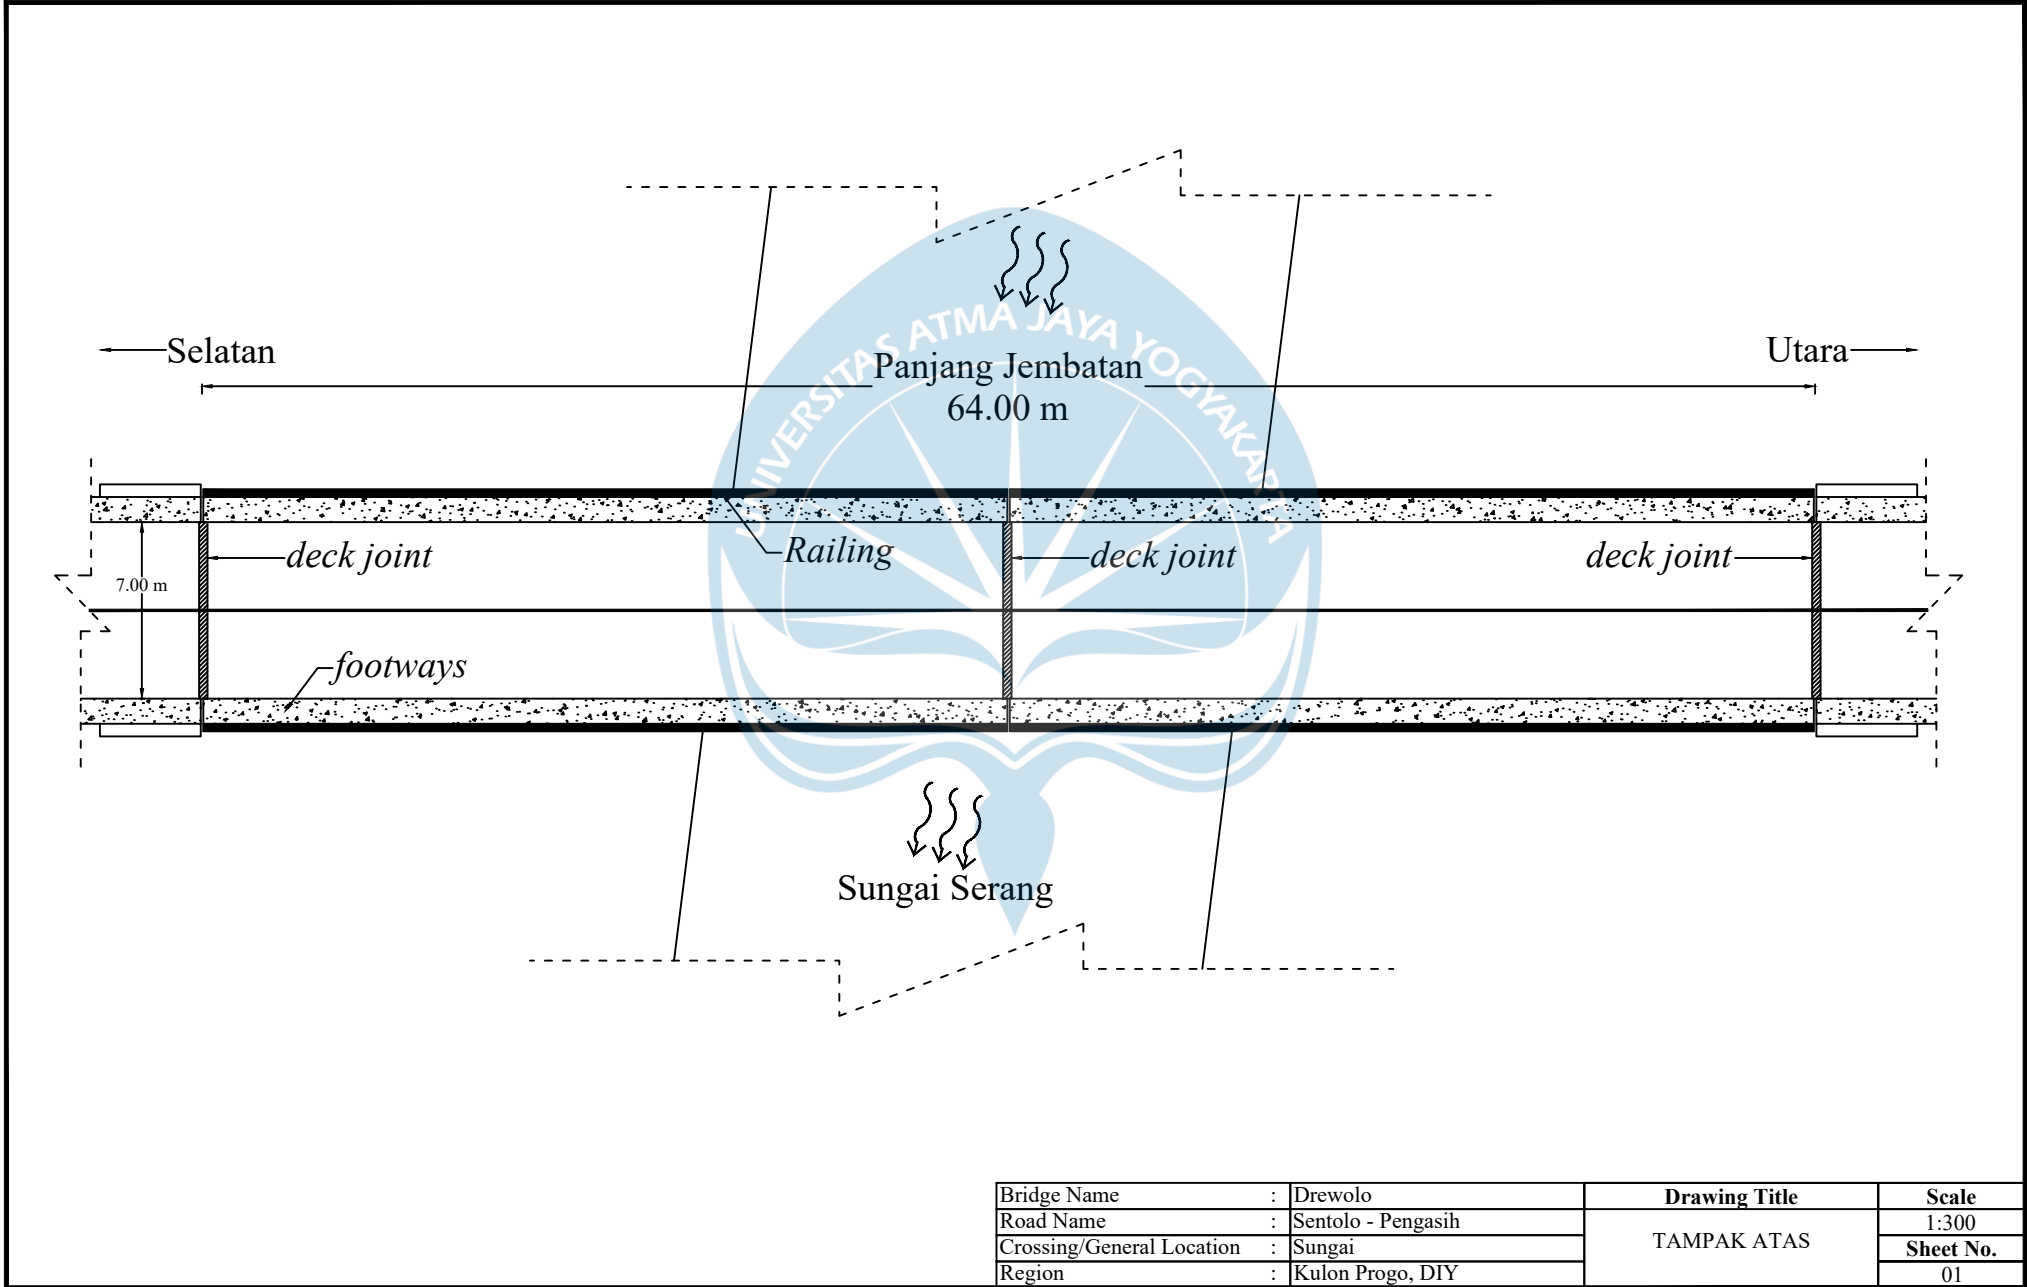 UNIVERSITAS ATMA JAYA YOGYAKARTA
Selatan
Utara
Panjang Jembatan
64.00 m
deck joint
Railing
deck joint
deck joint
7.00 m
footways
Sungai Serang
Bridge Name : Drewolo
Road Name : Sentolo - Pengasih
Crossing/General Location : Sungai
Region : Kulon Progo, DIY
Drawing Title
TAMPAK ATAS
Scale
1:300
Sheet No.
01